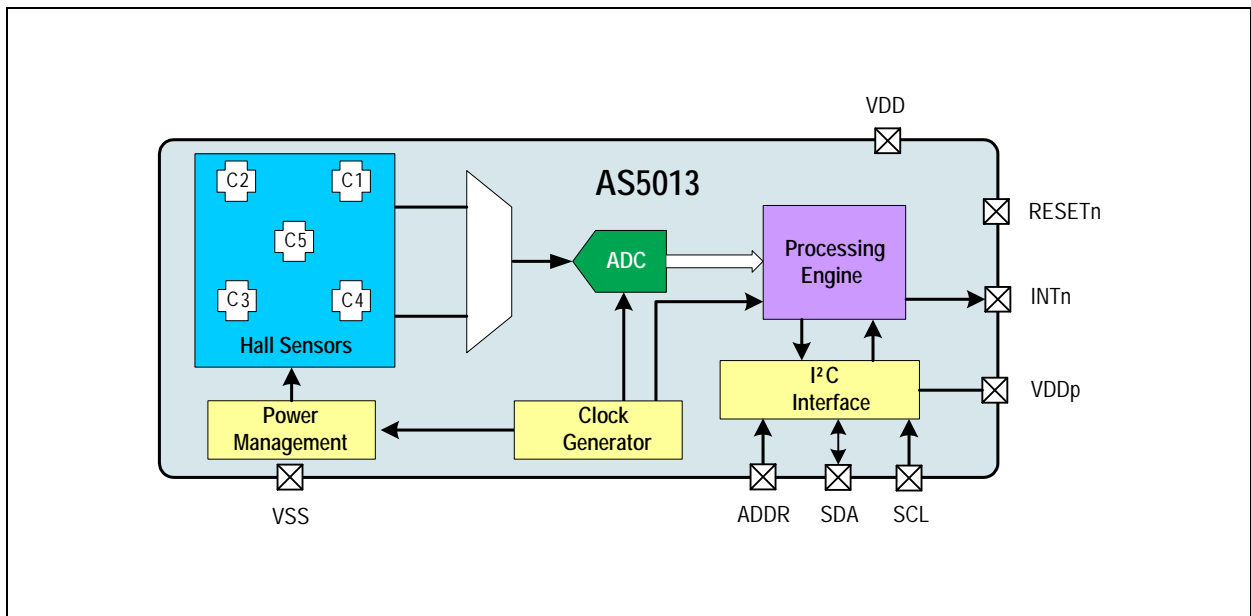 VDD
AS5013
C2
C1
C5
C3
C4
Hall Sensors
ADC
Processing
Engine
RESETn
INTn
I²C
Interface
VDDp
Power
Management
Clock
Generator
VSS
ADDR
SDA
SCL